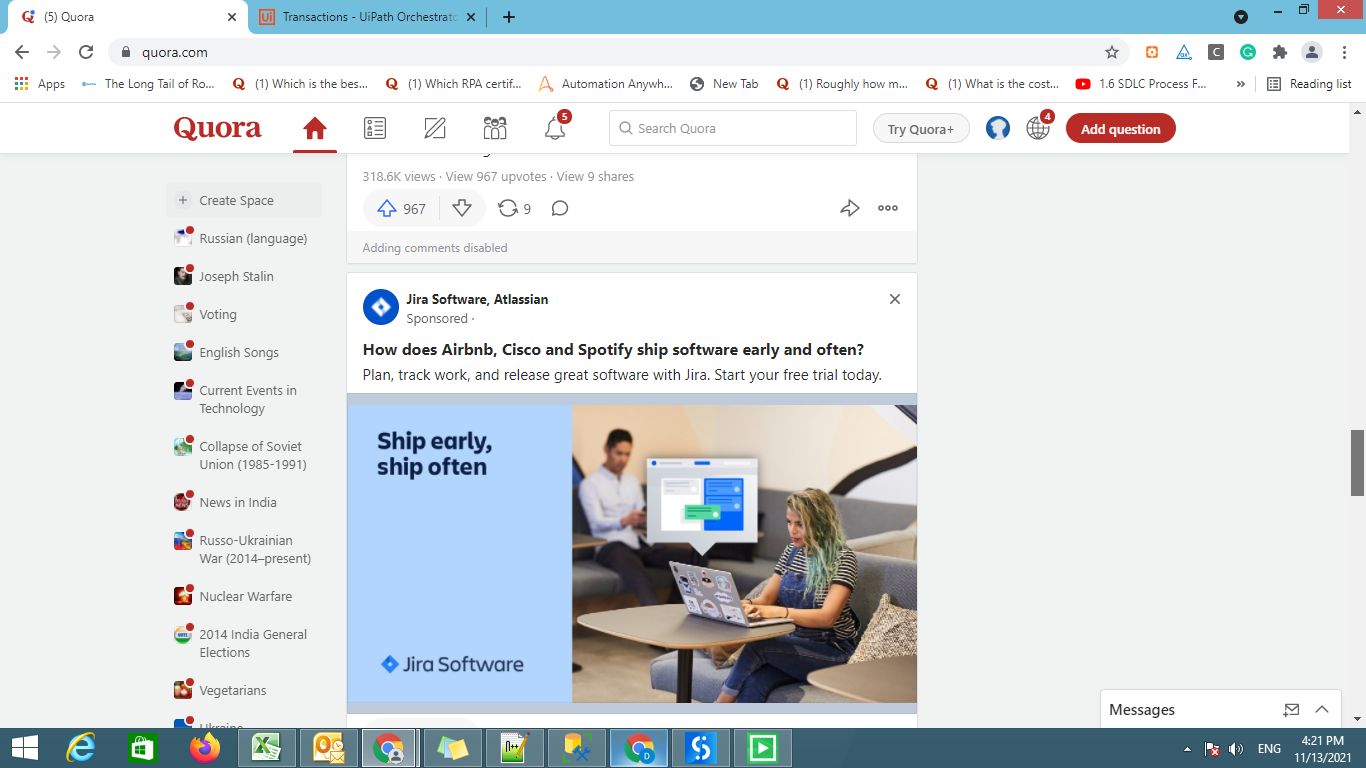 (5) Quora
Transactions - UiPath Orchestrato
quora.com
Apps
The Long Tail of Ro...
(1) Which is the bes...
(1) Which RPA certif...
Automation Anywh...
New Tab
(1) Roughly how m...
(1) What is the cost...
1.6 SDLC Process F...
»
Reading list
Quora
5
Search Quora
Try Quora+
4
Add question
318.6K views · View 967 upvotes · View 9 shares
967
9
Adding comments disabled
Create Space
Russian (language)
Joseph Stalin
Voting
English Songs
Current Events in
Technology
Collapse of Soviet
Union (1985-1991)
News in India
Russo-Ukrainian
War (2014–present)
Nuclear Warfare
2014 India General
Elections
Vegetarians
Ukraine
Jira Software, Atlassian
Sponsored ·
How does Airbnb, Cisco and Spotify ship software early and often?
Plan, track work, and release great software with Jira. Start your free trial today.
Ship early,
ship often
Jira Software
Messages
ENG
4:21 PM
11/13/2021